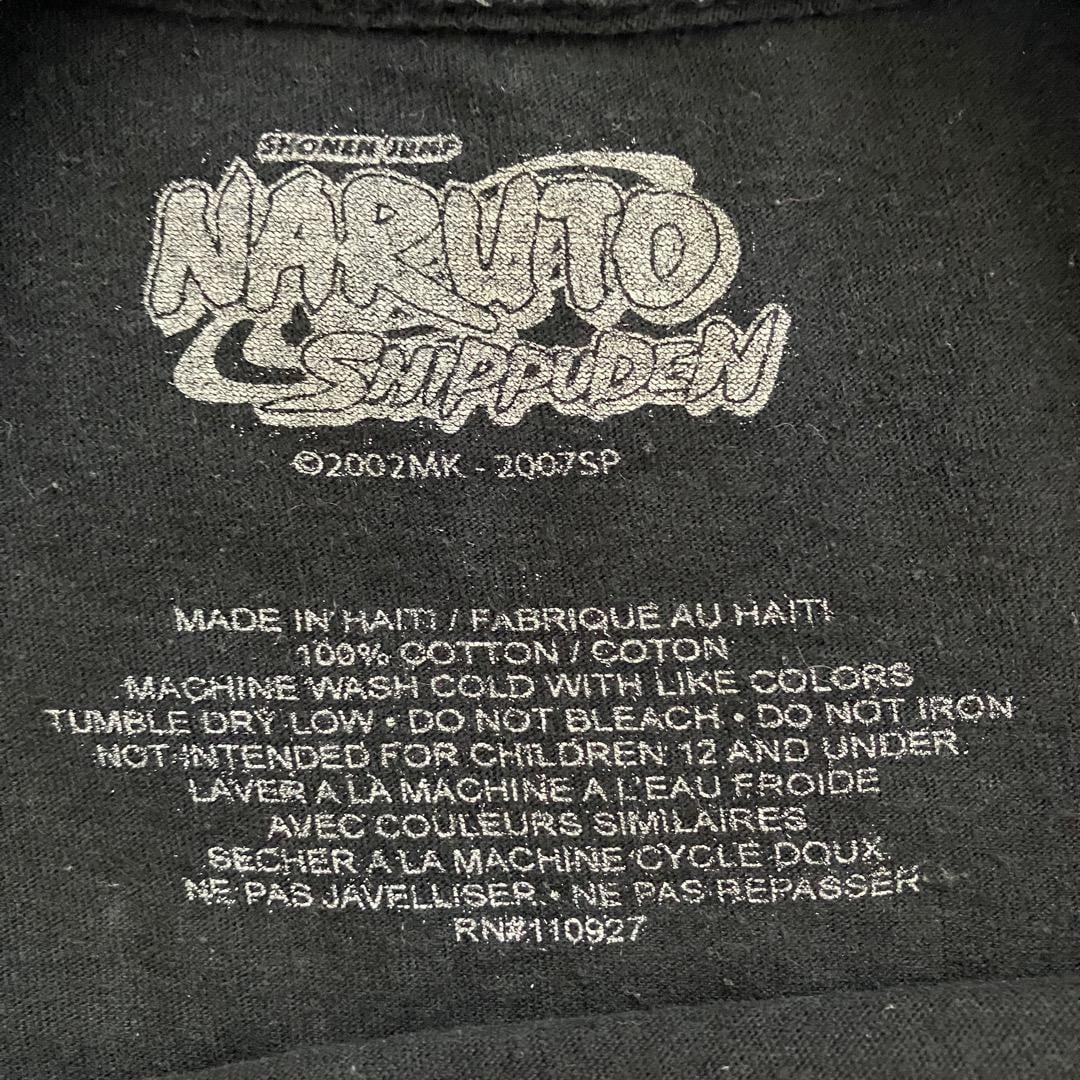 SHONEN JUMP
NARUTO
SHIPPUDEN
©2002MK - 2007SP
MADE IN HAITI / FABRIQUE AU HAITI
100% COTTON / COTON
MACHINE WASH COLD WITH LIKE COLORS
TUMBLE DRY LOW • DO NOT BLEACH • DO NOT IRON
NOT INTENDED FOR CHILDREN 12 AND UNDER.
LAVER A LA MACHINE A L'EAU FROIDE
AVEC COULEURS SIMILAIRES
SECHER A LA MACHINE CYCLE DOUX
NE PAS JAVELLISER • NE PAS REPASSER
RN#110927